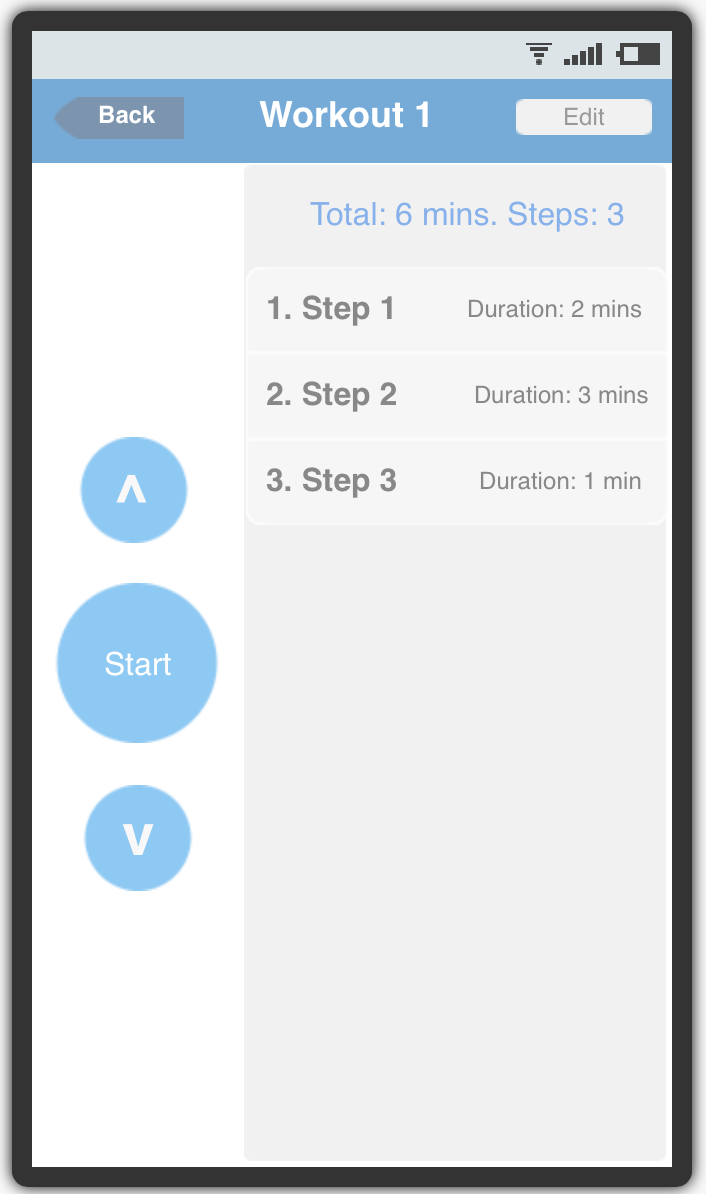 Back
Workout 1
Edit
Total: 6 mins. Steps: 3
1. Step 1 Duration: 2 mins
2. Step 2 Duration: 3 mins
3. Step 3 Duration: 1 min
^
Start
v